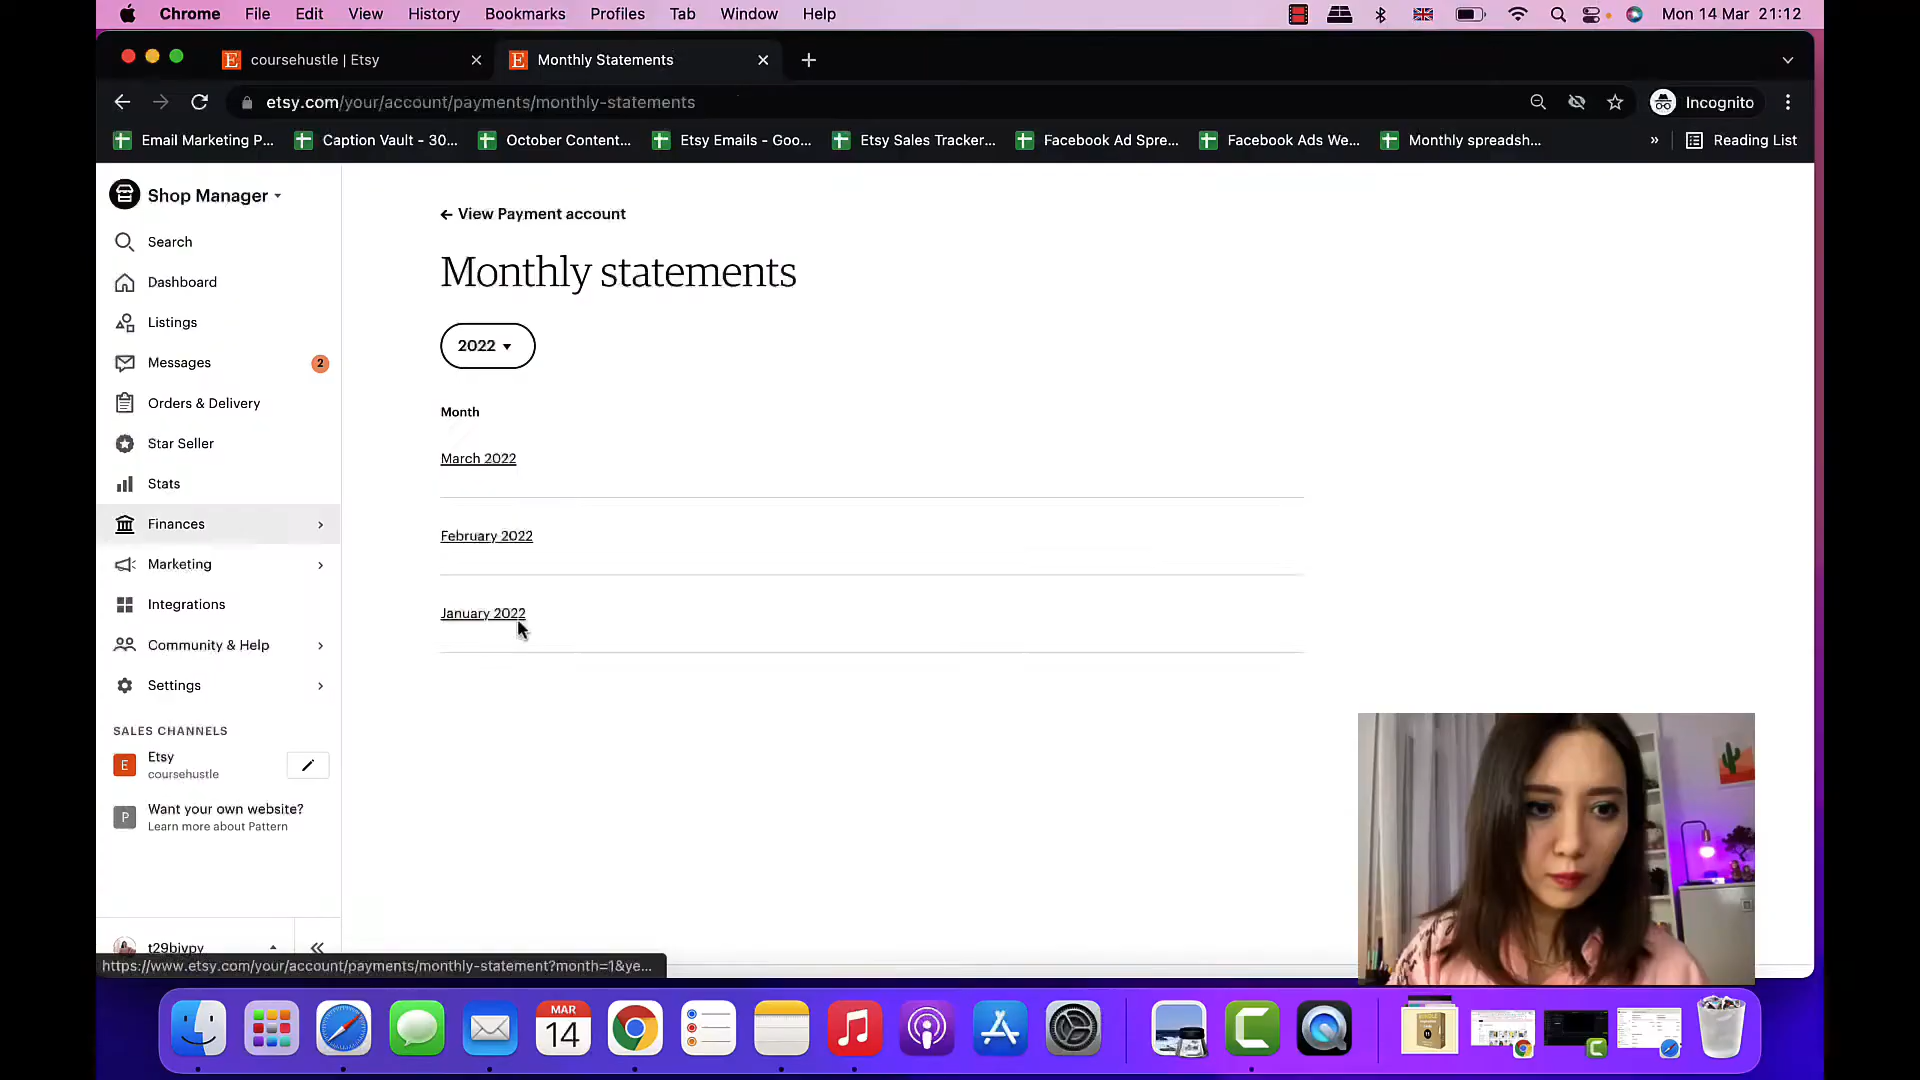 Chrome File Edit View History Bookmarks Profiles Tab Window Help Mon 14 Mar 21:12
coursehustle | Etsy Monthly Statements
etsy.com/your/account/payments/monthly-statements Incognito
Email Marketing P... Caption Vault - 30... October Content... Etsy Emails - Goo... Etsy Sales Tracker... Facebook Ad Spre... Facebook Ads We... Monthly spreadsh... » Reading List
Shop Manager
Search
Dashboard
Listings
Messages 2
Orders & Delivery
Star Seller
Stats
Finances
Marketing
Integrations
Community & Help
Settings
SALES CHANNELS
E Etsy
coursehustle
P Want your own website?
Learn more about Pattern
t29bivpy
https://www.etsy.com/your/account/payments/monthly-statement?month=1&ye...
← View Payment account
Monthly statements
2022
Month
March 2022
February 2022
January 2022
MAR
14